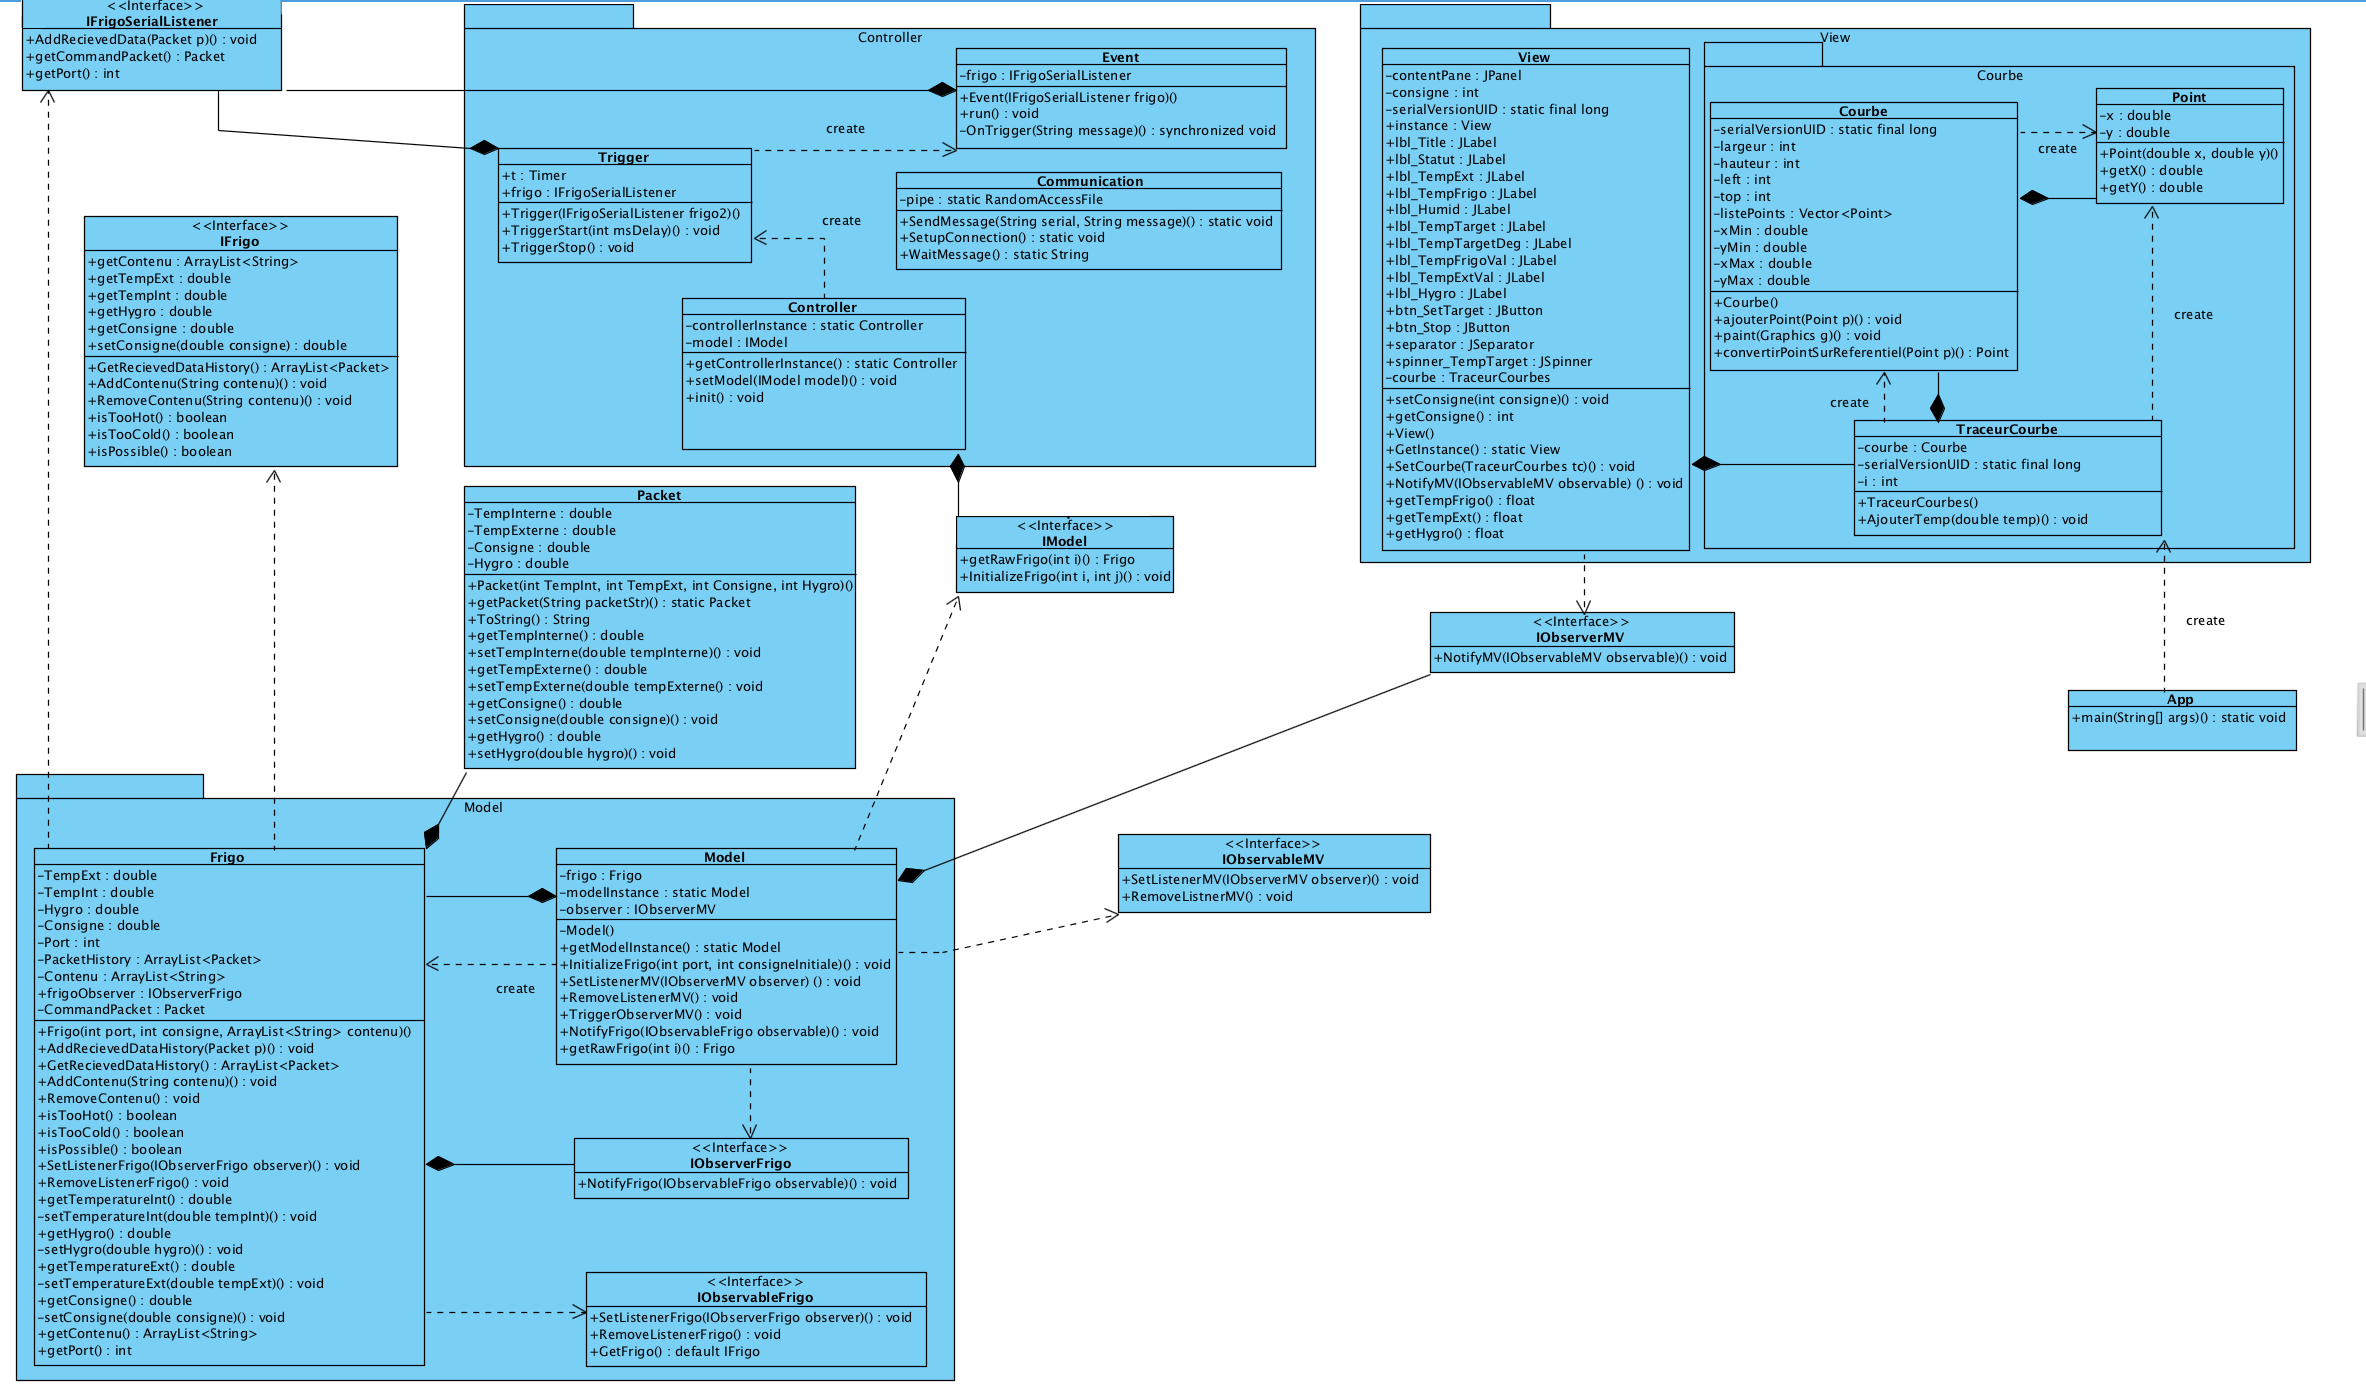 <<Interface>>
IFrigoSerialListener
+AddRecievedData(Packet p)() : void
+getCommandPacket() : Packet
+getPort() : int
Controller
Event
-frigo : IFrigoSerialListener
+Event(IFrigoSerialListener frigo)()
+run() : void
-OnTrigger(String message)() : synchronized void
create
Trigger
+t : Timer
+frigo : IFrigoSerialListener
+Trigger(IFrigoSerialListener frigo2)()
+TriggerStart(int msDelay)() : void
+TriggerStop() : void
create
Communication
-pipe : static RandomAccessFile
+SendMessage(String serial, String message)() : static void
+SetupConnection() : static void
+WaitMessage() : static String
Controller
-controllerInstance : static Controller
-model : IModel
+getControllerInstance() : static Controller
+setModel(IModel model)() : void
+init() : void
View
View
-contentPane : JPanel
-consigne : int
-serialVersionUID : static final long
+instance : View
+lbl_Title : JLabel
+lbl_Statut : JLabel
+lbl_TempExt : JLabel
+lbl_TempFrigo : JLabel
+lbl_Humid : JLabel
+lbl_TempTarget : JLabel
+lbl_TempTargetDeg : JLabel
+lbl_TempFrigoVal : JLabel
+lbl_TempExtVal : JLabel
+lbl_Hygro : JLabel
+btn_SetTarget : JButton
+btn_Stop : JButton
+separator : JSeparator
+spinner_TempTarget : JSpinner
-courbe : TraceurCourbes
+setConsigne(int consigne)() : void
+getConsigne() : int
+View()
+GetInstance() : static View
+SetCourbe(TraceurCourbes tc)() : void
+NotifyMV(IObservableMV observable) () : void
+getTempFrigo() : float
+getTempExt() : float
+getHygro() : float
Courbe
Courbe
-serialVersionUID : static final long
-largeur : int
-hauteur : int
-left : int
-top : int
-listePoints : Vector<Point>
-xMin : double
-yMin : double
-xMax : double
-yMax : double
+Courbe()
+ajouterPoint(Point p)() : void
+paint(Graphics g)() : void
+convertirPointSurReferentiel(Point p)() : Point
create
Point
-x : double
-y : double
+Point(double x, double y)()
+getX() : double
+getY() : double
create
create
TraceurCourbe
-courbe : Courbe
-serialVersionUID : static final long
-i : int
+TraceurCourbes()
+AjouterTemp(double temp)() : void
<<Interface>>
IFrigo
+getContenu : ArrayList<String>
+getTempExt : double
+getTempInt : double
+getHygro : double
+getConsigne : double
+setConsigne(double consigne) : double
+GetRecievedDataHistory() : ArrayList<Packet>
+AddContenu(String contenu)() : void
+RemoveContenu(String contenu)() : void
+isTooHot() : boolean
+isTooCold() : boolean
+isPossible() : boolean
Packet
-TempInterne : double
-TempExterne : double
-Consigne : double
-Hygro : double
+Packet(int TempInt, int TempExt, int Consigne, int Hygro)()
+getPacket(String packetStr)() : static Packet
+ToString() : String
+getTempInterne() : double
+setTempInterne(double tempInterne)() : void
+getTempExterne() : double
+setTempExterne(double tempExterne() : void
+getConsigne() : double
+setConsigne(double consigne)() : void
+getHygro() : double
+setHygro(double hygro)() : void
<<Interface>>
IModel
+getRawFrigo(int i)() : Frigo
+InitializeFrigo(int i, int j)() : void
<<Interface>>
IObserverMV
+NotifyMV(IObservableMV observable)() : void
create
App
+main(String[] args)() : static void
Model
Frigo
-TempExt : double
-TempInt : double
-Hygro : double
-Consigne : double
-Port : int
-PacketHistory : ArrayList<Packet>
-Contenu : ArrayList<String>
+frigoObserver : IObserverFrigo
-CommandPacket : Packet
+Frigo(int port, int consigne, ArrayList<String> contenu)()
+AddRecievedDataHistory(Packet p)() : void
+GetRecievedDataHistory() : ArrayList<Packet>
+AddContenu(String contenu)() : void
+RemoveContenu() : void
+isTooHot() : boolean
+isTooCold() : boolean
+isPossible() : boolean
+SetListenerFrigo(IObserverFrigo observer)() : void
+RemoveListenerFrigo() : void
+getTemperatureInt() : double
-setTemperatureInt(double tempInt)() : void
+getHygro() : double
-setHygro(double hygro)() : void
+getTemperatureExt() : double
-setTemperatureExt(double tempExt)() : void
+getConsigne() : double
-setConsigne(double consigne)() : void
+getContenu() : ArrayList<String>
+getPort() : int
create
Model
-frigo : Frigo
-modelInstance : static Model
-observer : IObserverMV
-Model()
+getModelInstance() : static Model
+InitializeFrigo(int port, int consigneInitiale)() : void
+SetListenerMV(IObserverMV observer) () : void
+RemoveListenerMV() : void
+TriggerObserverMV() : void
+NotifyFrigo(IObservableFrigo observable)() : void
+getRawFrigo(int i)() : Frigo
<<Interface>>
IObservableMV
+SetListenerMV(IObserverMV observer)() : void
+RemoveListnerMV() : void
<<Interface>>
IObserverFrigo
+NotifyFrigo(IObservableFrigo observable)() : void
<<Interface>>
IObservableFrigo
+SetListenerFrigo(IObserverFrigo observer)() : void
+RemoveListenerFrigo() : void
+GetFrigo() : default IFrigo